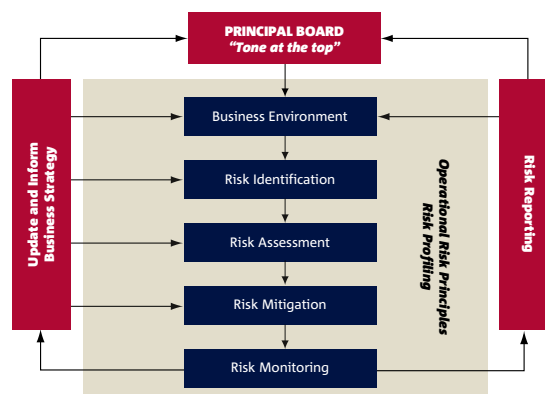 PRINCIPAL BOARD
“Tone at the top”
Business Environment
Risk Identification
Risk Assessment
Risk Mitigation
Risk Monitoring
Update and Inform
Business Strategy
Operational Risk Principles
Risk Profiling
Risk Reporting